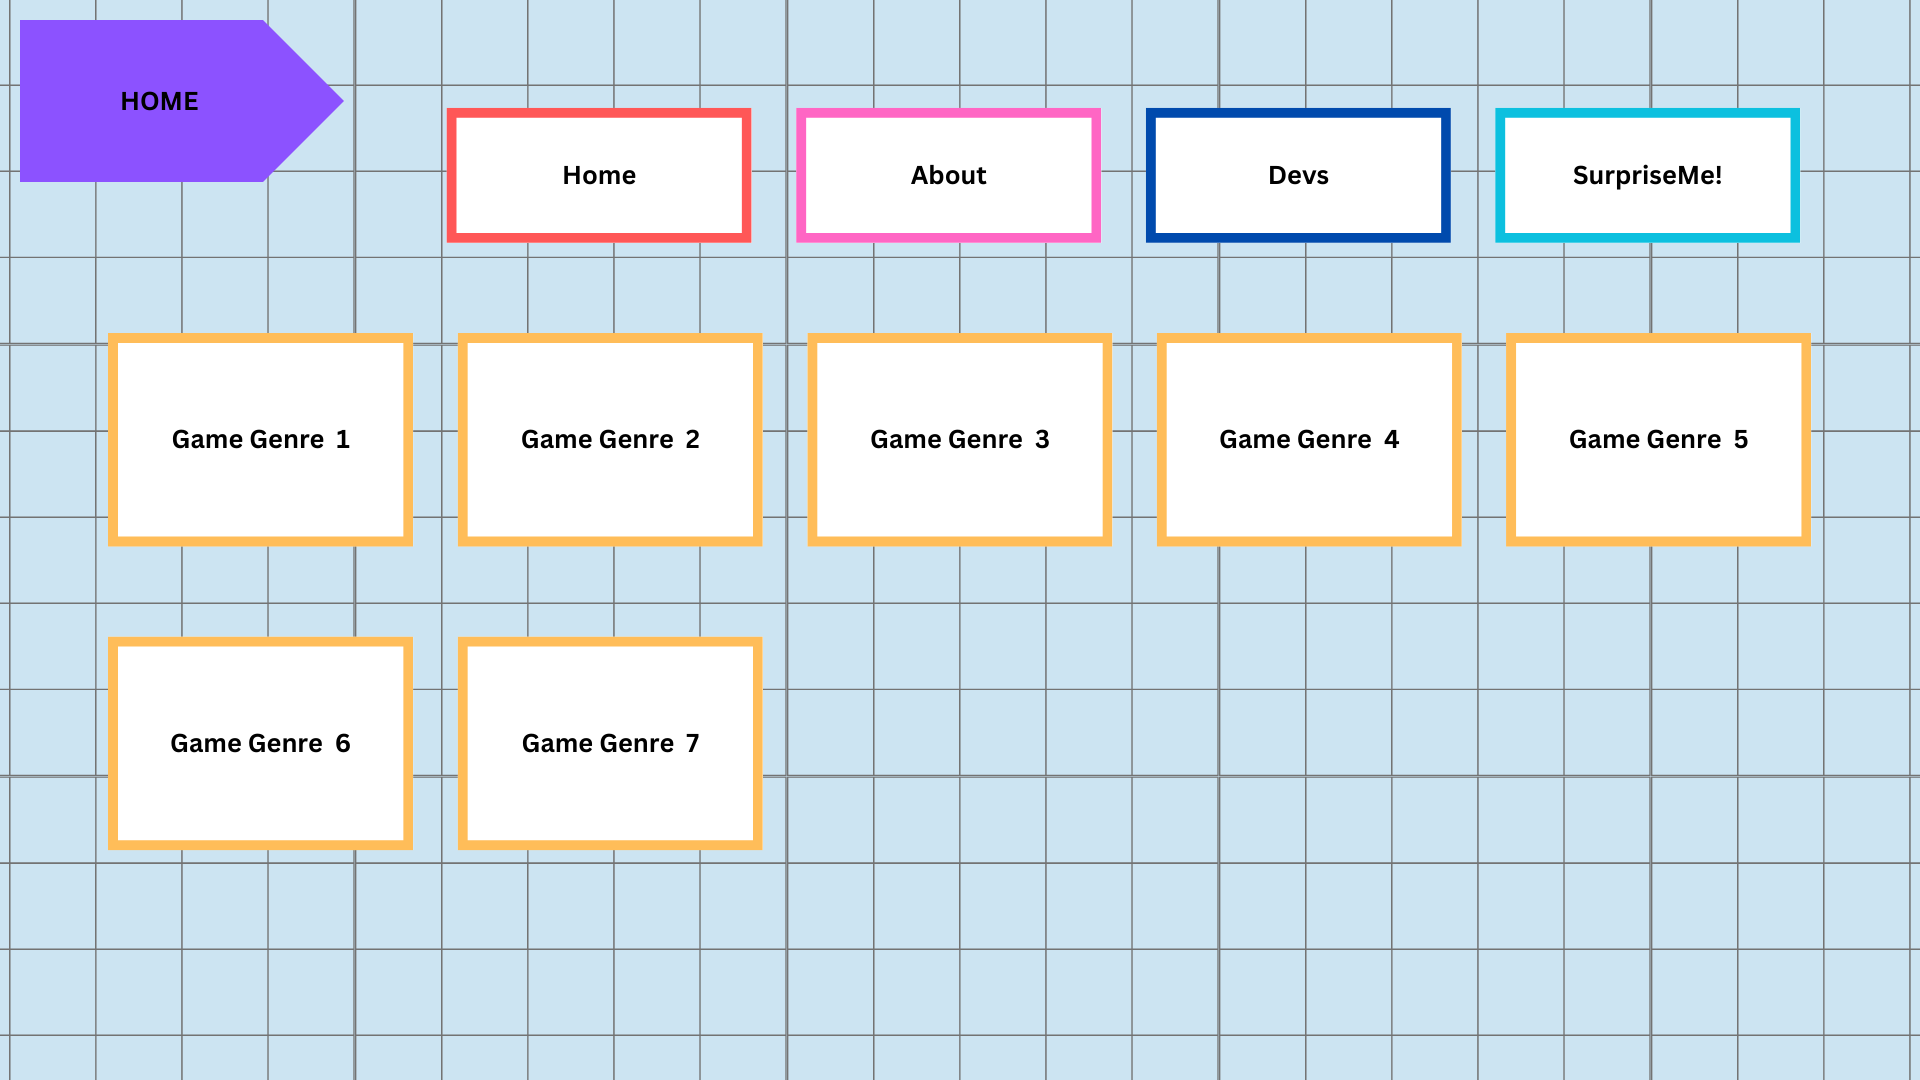 HOME
Home
About
Devs
SurpriseMe!
Game Genre 1
Game Genre 2
Game Genre 3
Game Genre 4
Game Genre 5
Game Genre 6
Game Genre 7